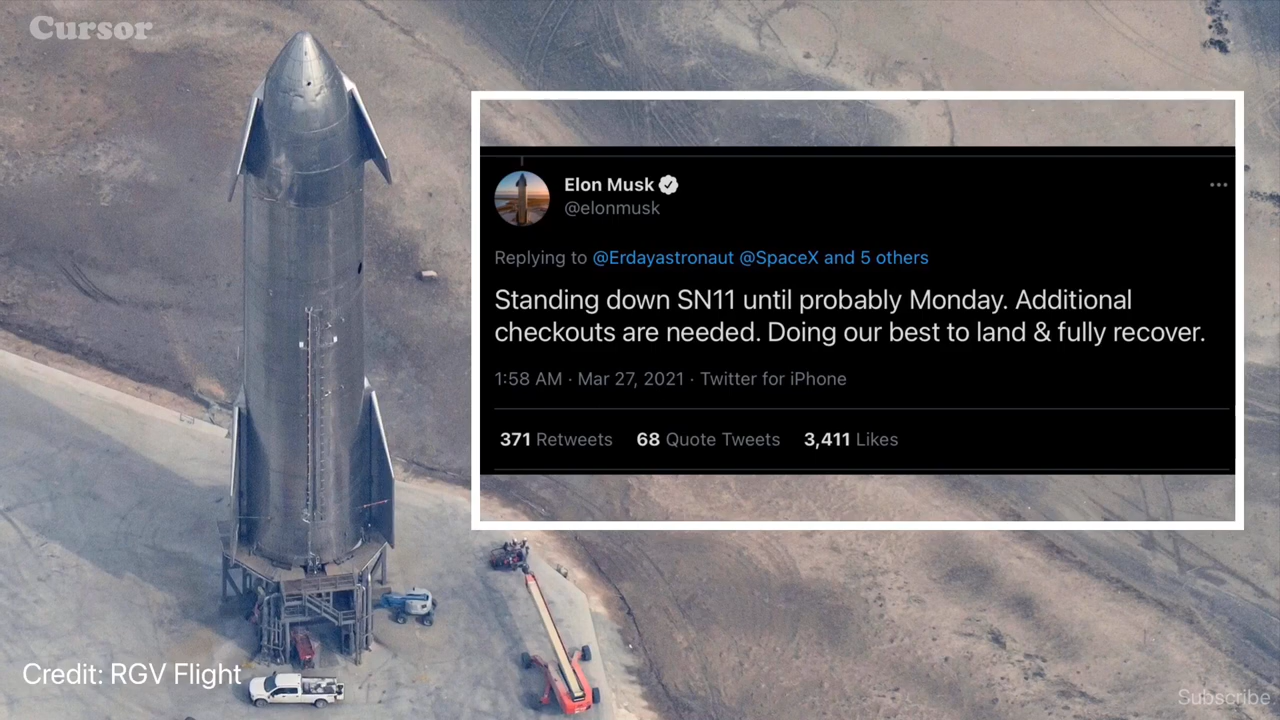 Cursor
Elon Musk
@elonmusk
Replying to @Erdayastronaut @SpaceX and 5 others
Standing down SN11 until probably Monday. Additional
checkouts are needed. Doing our best to land & fully recover.
1:58 AM · Mar 27, 2021 · Twitter for iPhone
371 Retweets 68 Quote Tweets 3,411 Likes
Credit: RGV Flight
Subscribe